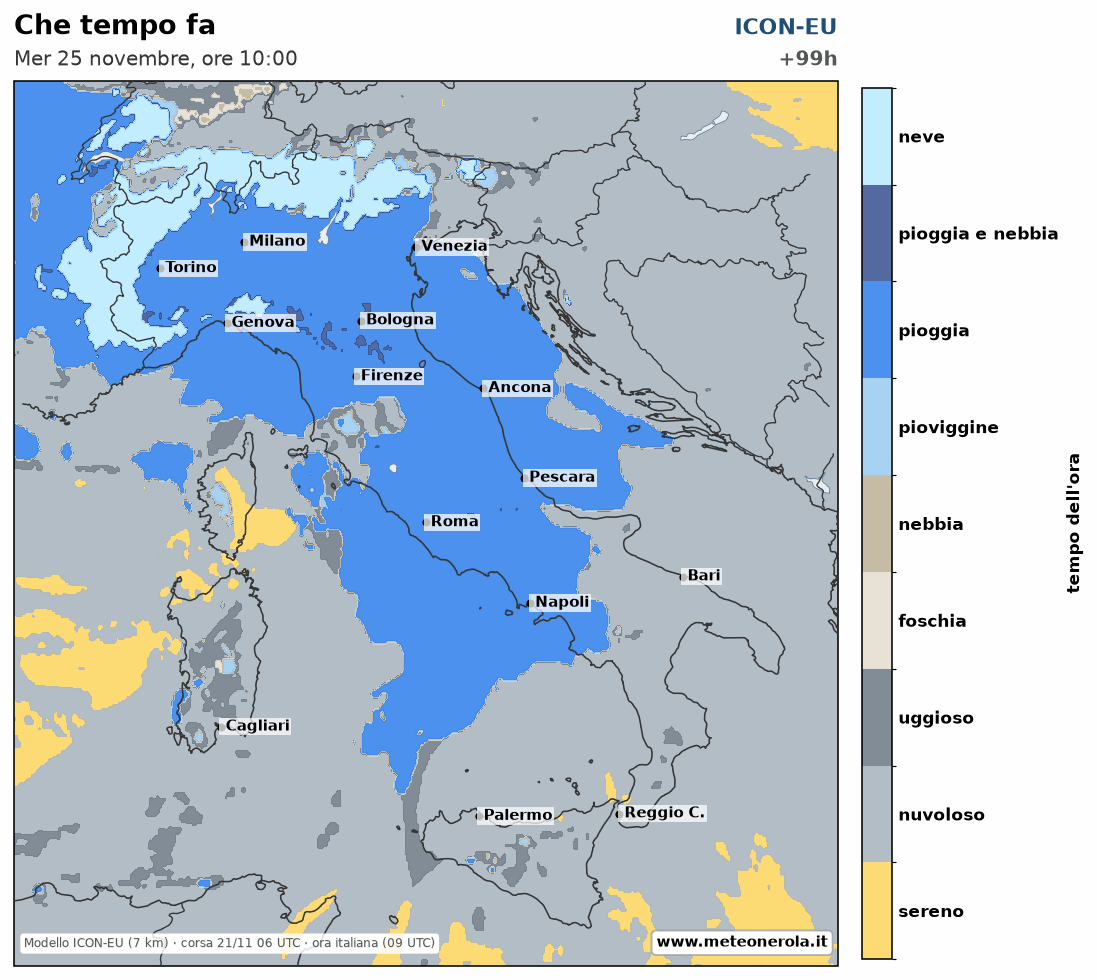 Che tempo fa
ICON-EU
Mer 25 novembre, ore 10:00
+99h
neve
pioggia e nebbia
pioggia
pioviggine
nebbia
foschia
uggioso
nuvoloso
sereno
tempo dell'ora
Milano
Venezia
Torino
Genova
Bologna
Firenze
Ancona
Pescara
Roma
Bari
Napoli
Cagliari
Palermo
Reggio C.
Modello ICON-EU (7 km) · corsa 21/11 06 UTC · ora italiana (09 UTC)
www.meteonerola.it